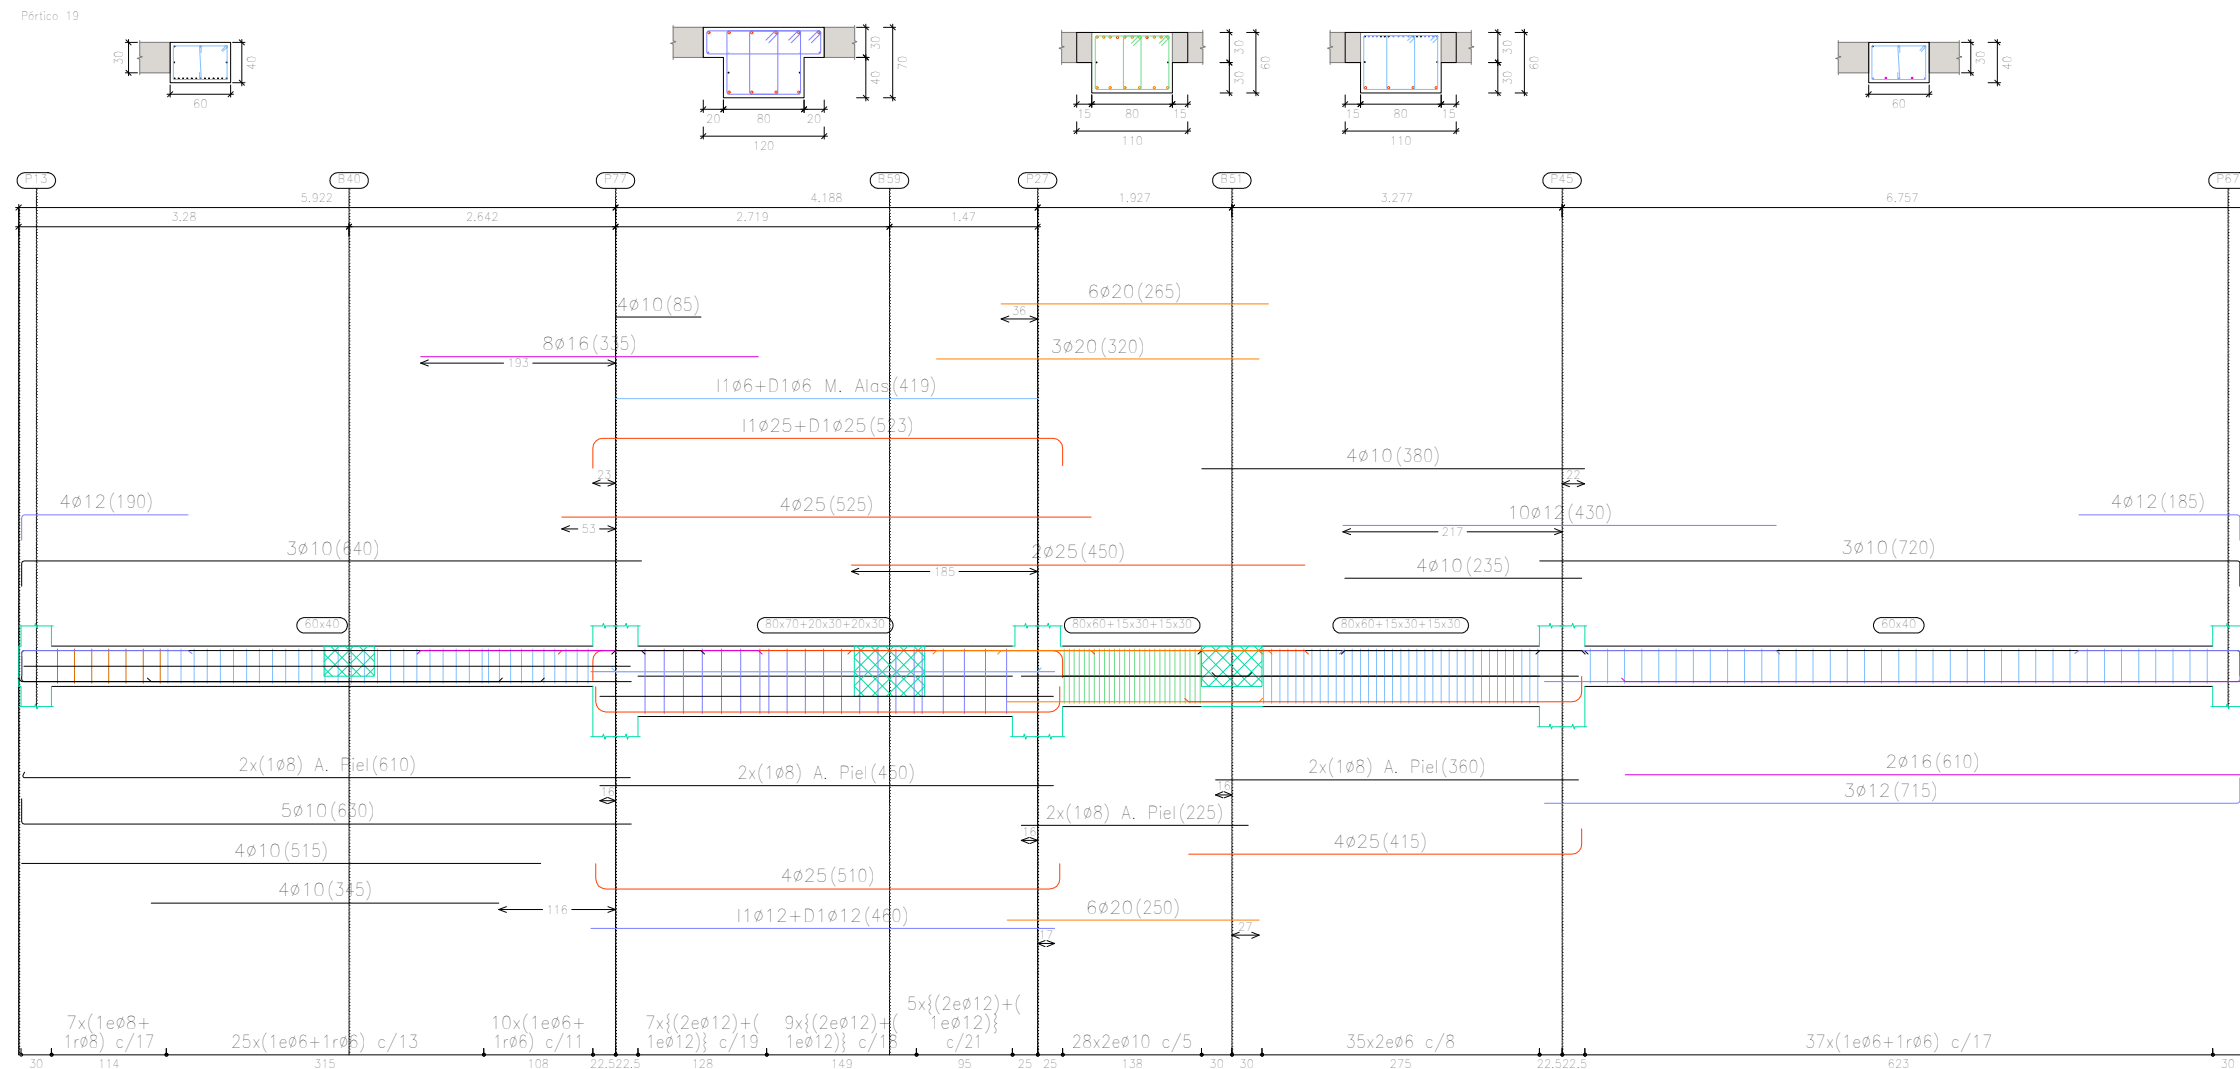 Pórtico 19
30
40
60
30
40
70
20
80
20
120
30
30
60
15
80
15
110
30
30
60
15
80
15
110
30
40
60
P13
B40
P77
B59
P27
B51
P45
P67
5.922
4.188
1.927
3.277
6.757
3.28
2.642
2.719
1.47
6ø20(265)
4ø10(85)
36
8ø16(335)
3ø20(320)
193
I1ø6+D1ø6 M. Alas(419)
I1ø25+D1ø25(523)
4ø10(380)
23
22
4ø12(190)
4ø25(525)
10ø12(430)
4ø12(185)
53
217
3ø10(640)
2ø25(450)
3ø10(720)
185
4ø10(235)
60x40
80x70+20x30+20x30
80x60+15x30+15x30
80x60+15x30+15x30
60x40
2x(1ø8) A. Piel(610)
2x(1ø8) A. Piel(460)
2x(1ø8) A. Piel(360)
2ø16(610)
16
16
3ø12(715)
5ø10(630)
2x(1ø8) A. Piel(225)
16
4ø10(515)
4ø25(415)
4ø10(345)
4ø25(510)
116
I1ø12+D1ø12(460)
6ø20(250)
17
27
7x(1eø8+
1rø8) c/17
25x(1eø6+1rø6) c/13
10x(1eø6+
1rø6) c/11
7x{(2eø12)+(
1eø12)} c/19
9x{(2eø12)+(
1eø12)} c/18
5x{(2eø12)+(
1eø12)}
c/21
28x2eø10 c/5
35x2eø6 c/8
37x(1eø6+1rø6) c/17
30
114
315
108
22.5
22.5
128
149
95
25
25
138
30
30
275
22.5
22.5
623
30